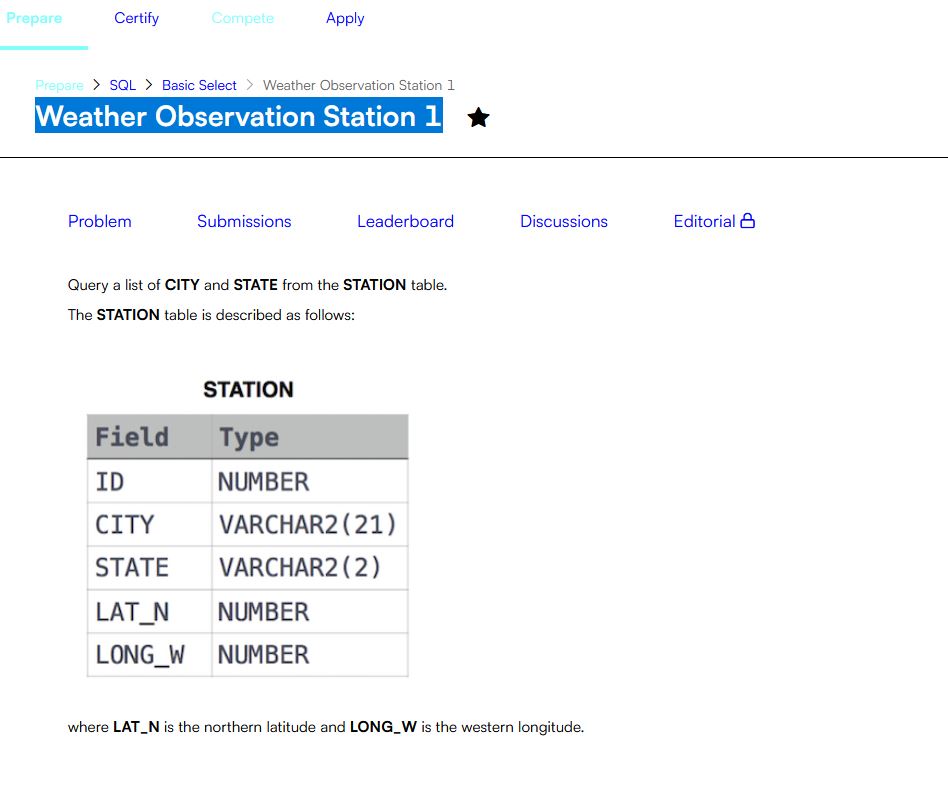 Prepare Certify Compete Apply
Prepare > SQL > Basic Select > Weather Observation Station 1
Weather Observation Station 1
Problem Submissions Leaderboard Discussions Editorial
Query a list of CITY and STATE from the STATION table.
The STATION table is described as follows:
STATION
Field Type
ID NUMBER
CITY VARCHAR2(21)
STATE VARCHAR2(2)
LAT_N NUMBER
LONG_W NUMBER
where LAT_N is the northern latitude and LONG_W is the western longitude.